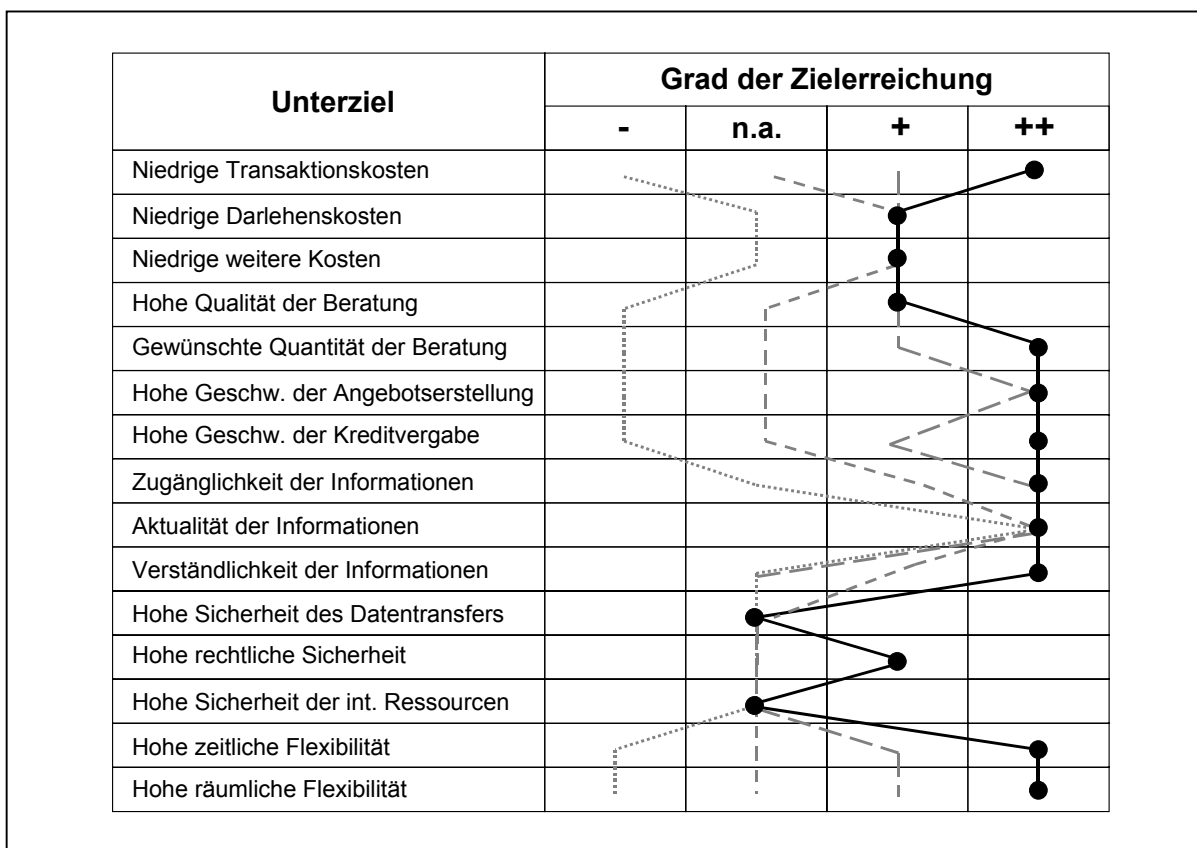 Unterziel
Grad der Zielerreichung
- n.a. + ++
Niedrige Transaktionskosten
Niedrige Darlehenskosten
Niedrige weitere Kosten
Hohe Qualität der Beratung
Gewünschte Quantität der Beratung
Hohe Geschw. der Angebotserstellung
Hohe Geschw. der Kreditvergabe
Zugänglichkeit der Informationen
Aktualität der Informationen
Verständlichkeit der Informationen
Hohe Sicherheit des Datentransfers
Hohe rechtliche Sicherheit
Hohe Sicherheit der int. Ressourcen
Hohe zeitliche Flexibilität
Hohe räumliche Flexibilität